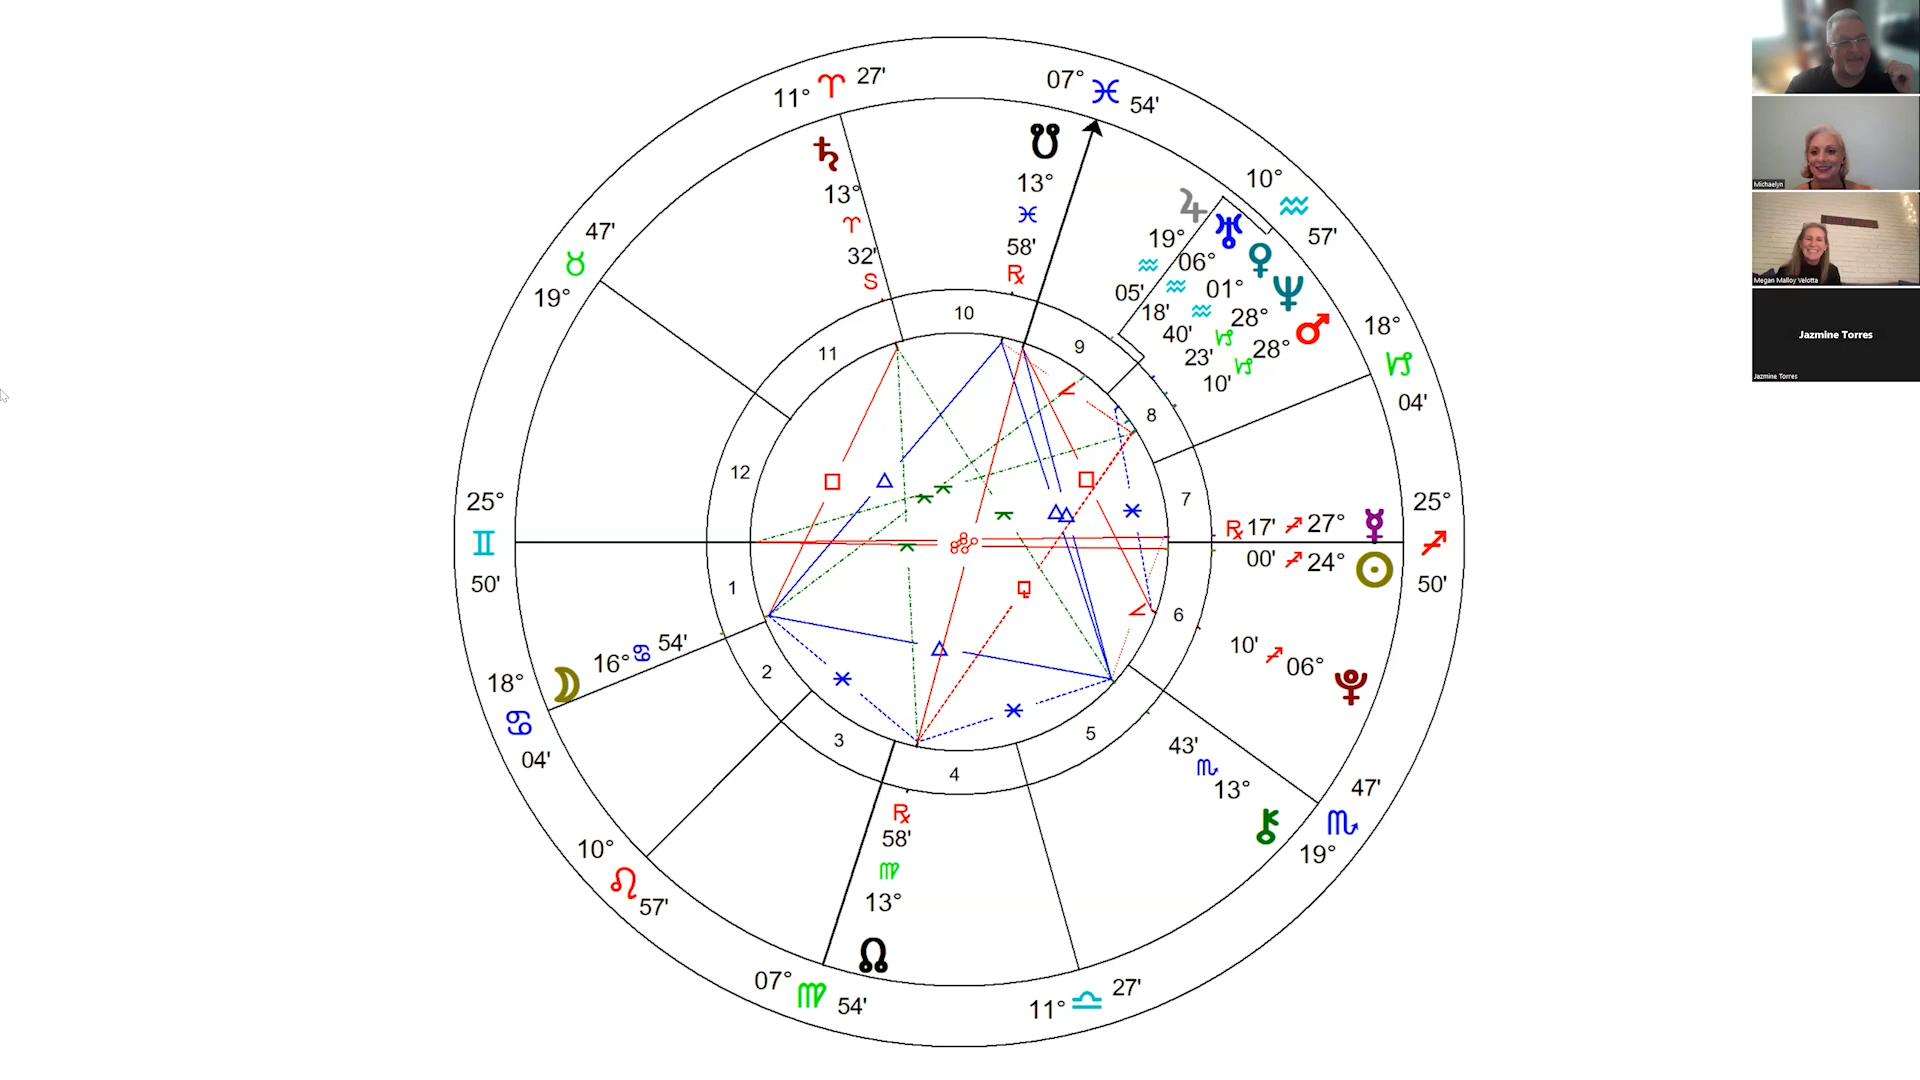 11° ♈ 27'
07° ♓ 54'
10° ♒ 57'
18° ♑ 04'
25° ♐ 50'
47' ♏ 19°
11° ♎ 27'
07° ♍ 54'
10° ♌ 57'
18° ♋ 04'
25° ♊ 50'
47' ♉ 19°
♄ 13° ♈ 32' S
☋ 13° ♓ 58' ℞
♃ 19° ♒ 05'
♅ 06° ♒ 18'
♀ 01° ♒ 40'
♆ 28° ♑ 23'
♂ 28° ♑ 10'
℞ 17' ♐ 27° ☿
00' ♐ 24° ☉
10' ♐ 06° ♇
43' ♏ 13° ⚷
℞ 58' ♍ 13° ☊
☽ 16° ♋ 54'
1
2
3
4
5
6
7
8
9
10
11
12
Michaelyn
Megan Malloy Velotta
Jazmine Torres
Jazmine Torres